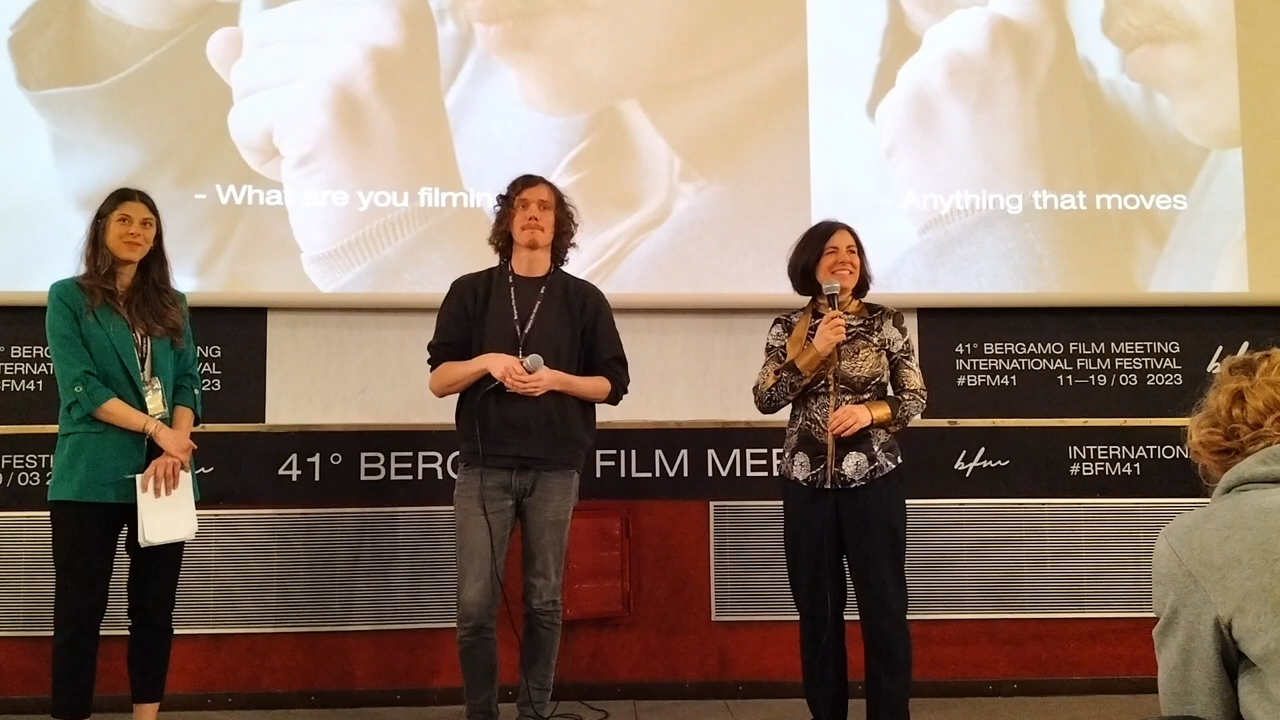 - What are you filmin
- Anything that moves
41° BERGAMO FILM MEETING
INTERNATIONAL FILM FESTIVAL
#BFM41 11—19 / 03 2023
41° BERG FILM MEE
bfm
INTERNATION
#BFM41